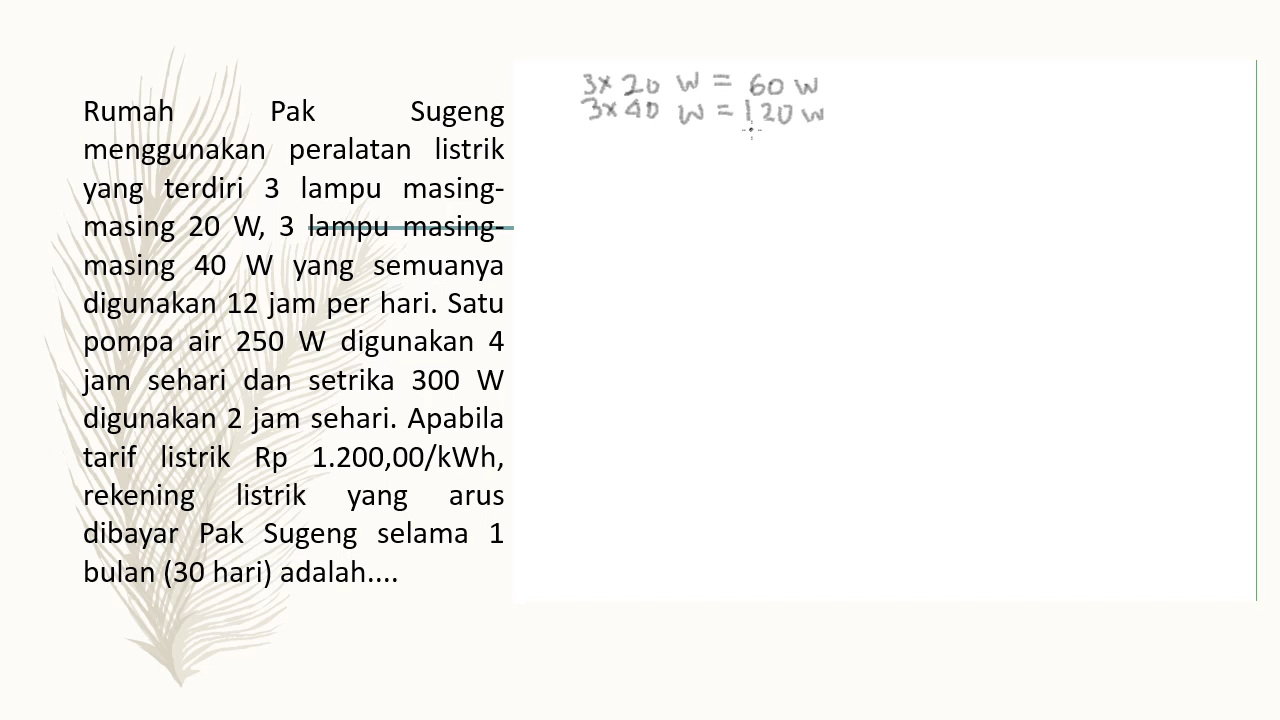 Rumah Pak Sugeng
menggunakan peralatan listrik
yang terdiri 3 lampu masing-
masing 20 W, 3 lampu masing-
masing 40 W yang semuanya
digunakan 12 jam per hari. Satu
pompa air 250 W digunakan 4
jam sehari dan setrika 300 W
digunakan 2 jam sehari. Apabila
tarif listrik Rp 1.200,00/kWh,
rekening listrik yang arus
dibayar Pak Sugeng selama 1
bulan (30 hari) adalah....
3x 20 W = 60 W
3x 40 W = 120 W